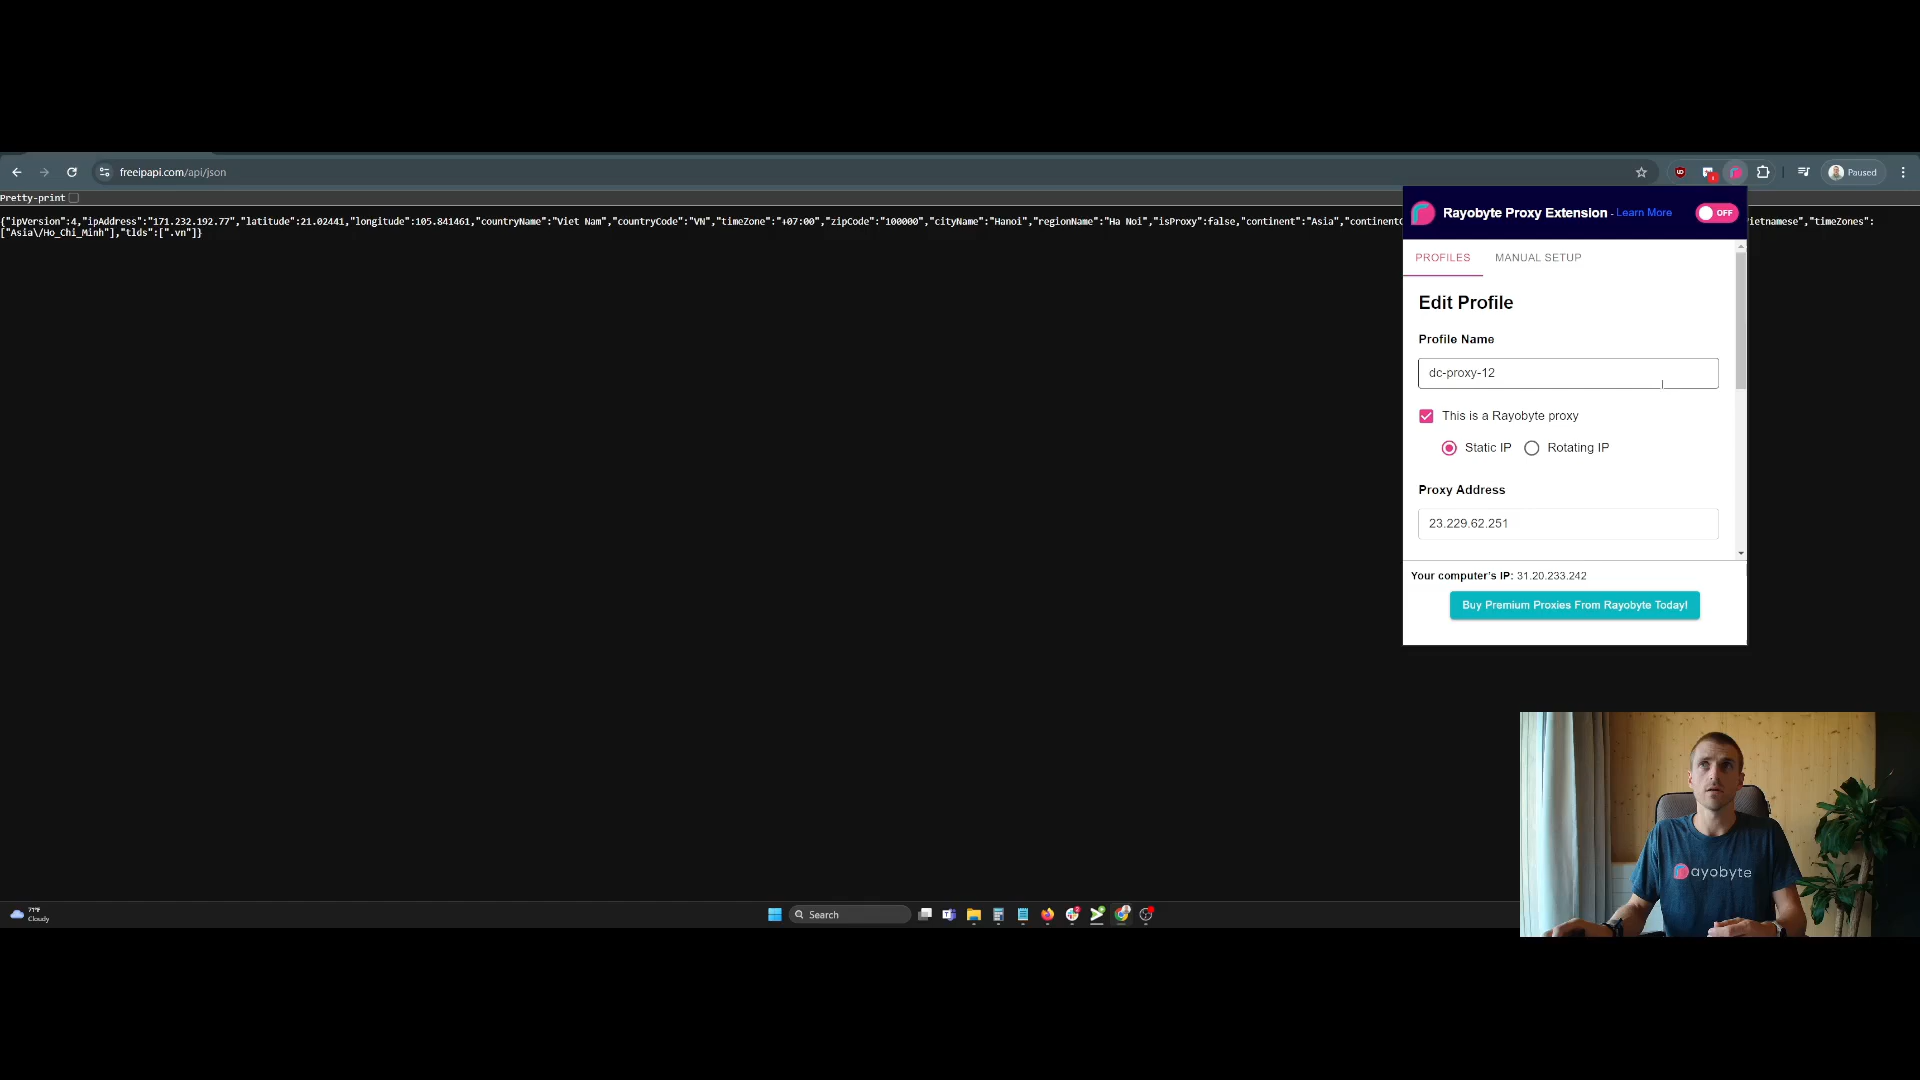 freeipapi.com/api/json
Paused
Pretty-print
{"ipVersion":4,"ipAddress":"171.232.192.77","latitude":21.02441,"longitude":105.841461,"countryName":"Viet Nam","countryCode":"VN","timeZone":"+07:00","zipCode":"100000","cityName":"Hanoi","regionName":"Ha Noi","isProxy":false,"continent":"Asia","continentC
ietnamese","timeZones":
["Asia\/Ho_Chi_Minh"],"tlds":[".vn"]}
Rayobyte Proxy Extension - Learn More
OFF
PROFILES MANUAL SETUP
Edit Profile
Profile Name
dc-proxy-12
This is a Rayobyte proxy
Static IP Rotating IP
Proxy Address
23.229.62.251
Your computer's IP: 31.20.233.242
Buy Premium Proxies From Rayobyte Today!
rayobyte
71°F
Cloudy
Search